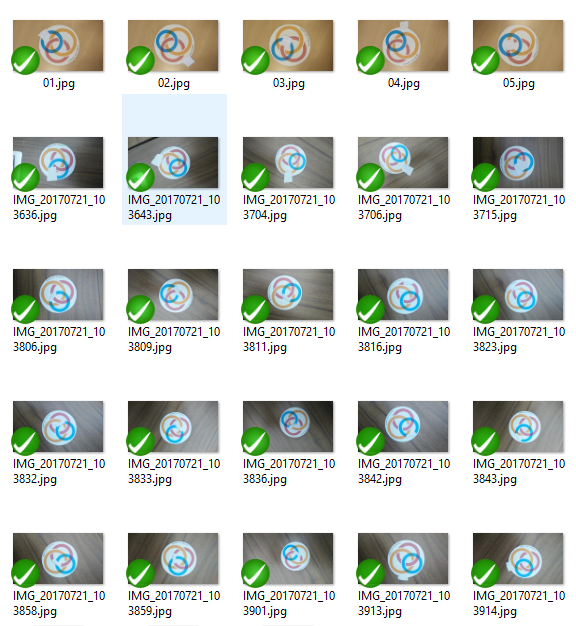 01.jpg
02.jpg
03.jpg
04.jpg
05.jpg
IMG_20170721_10
3636.jpg
IMG_20170721_10
3643.jpg
IMG_20170721_10
3704.jpg
IMG_20170721_10
3706.jpg
IMG_20170721_10
3715.jpg
IMG_20170721_10
3806.jpg
IMG_20170721_10
3809.jpg
IMG_20170721_10
3811.jpg
IMG_20170721_10
3816.jpg
IMG_20170721_10
3823.jpg
IMG_20170721_10
3832.jpg
IMG_20170721_10
3833.jpg
IMG_20170721_10
3836.jpg
IMG_20170721_10
3842.jpg
IMG_20170721_10
3843.jpg
IMG_20170721_10
3858.jpg
IMG_20170721_10
3859.jpg
IMG_20170721_10
3901.jpg
IMG_20170721_10
3913.jpg
IMG_20170721_10
3914.jpg